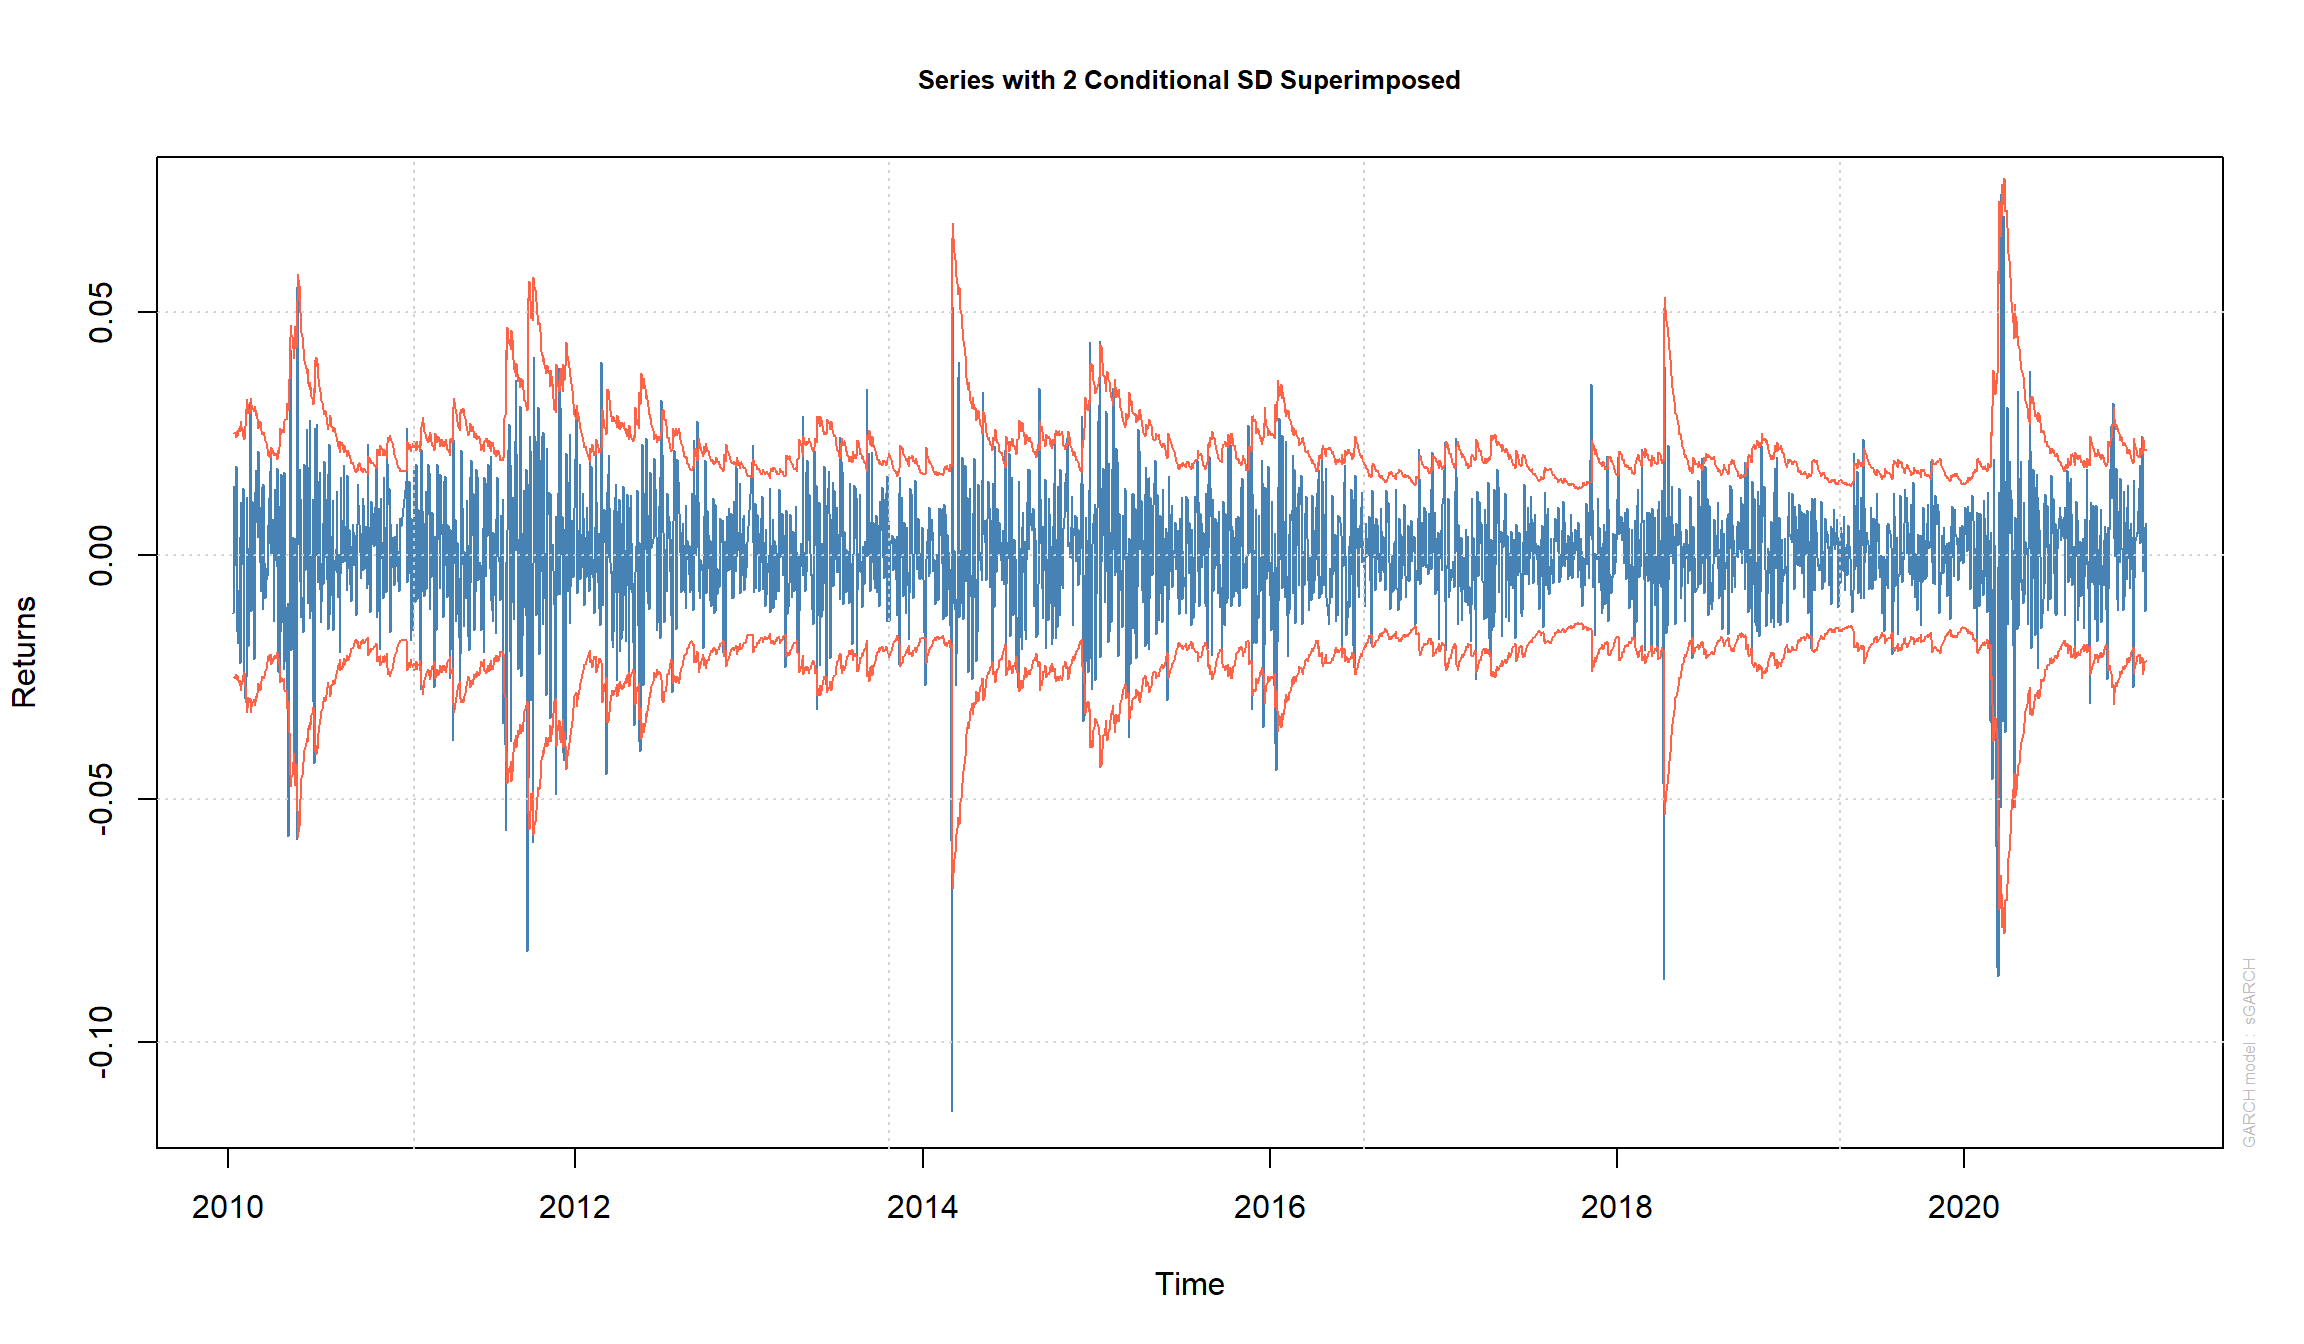 Series with 2 Conditional SD Superimposed
0.05
0.00
-0.05
-0.10
Returns
2010 2012 2014 2016 2018 2020
Time
GARCH model : sGARCH